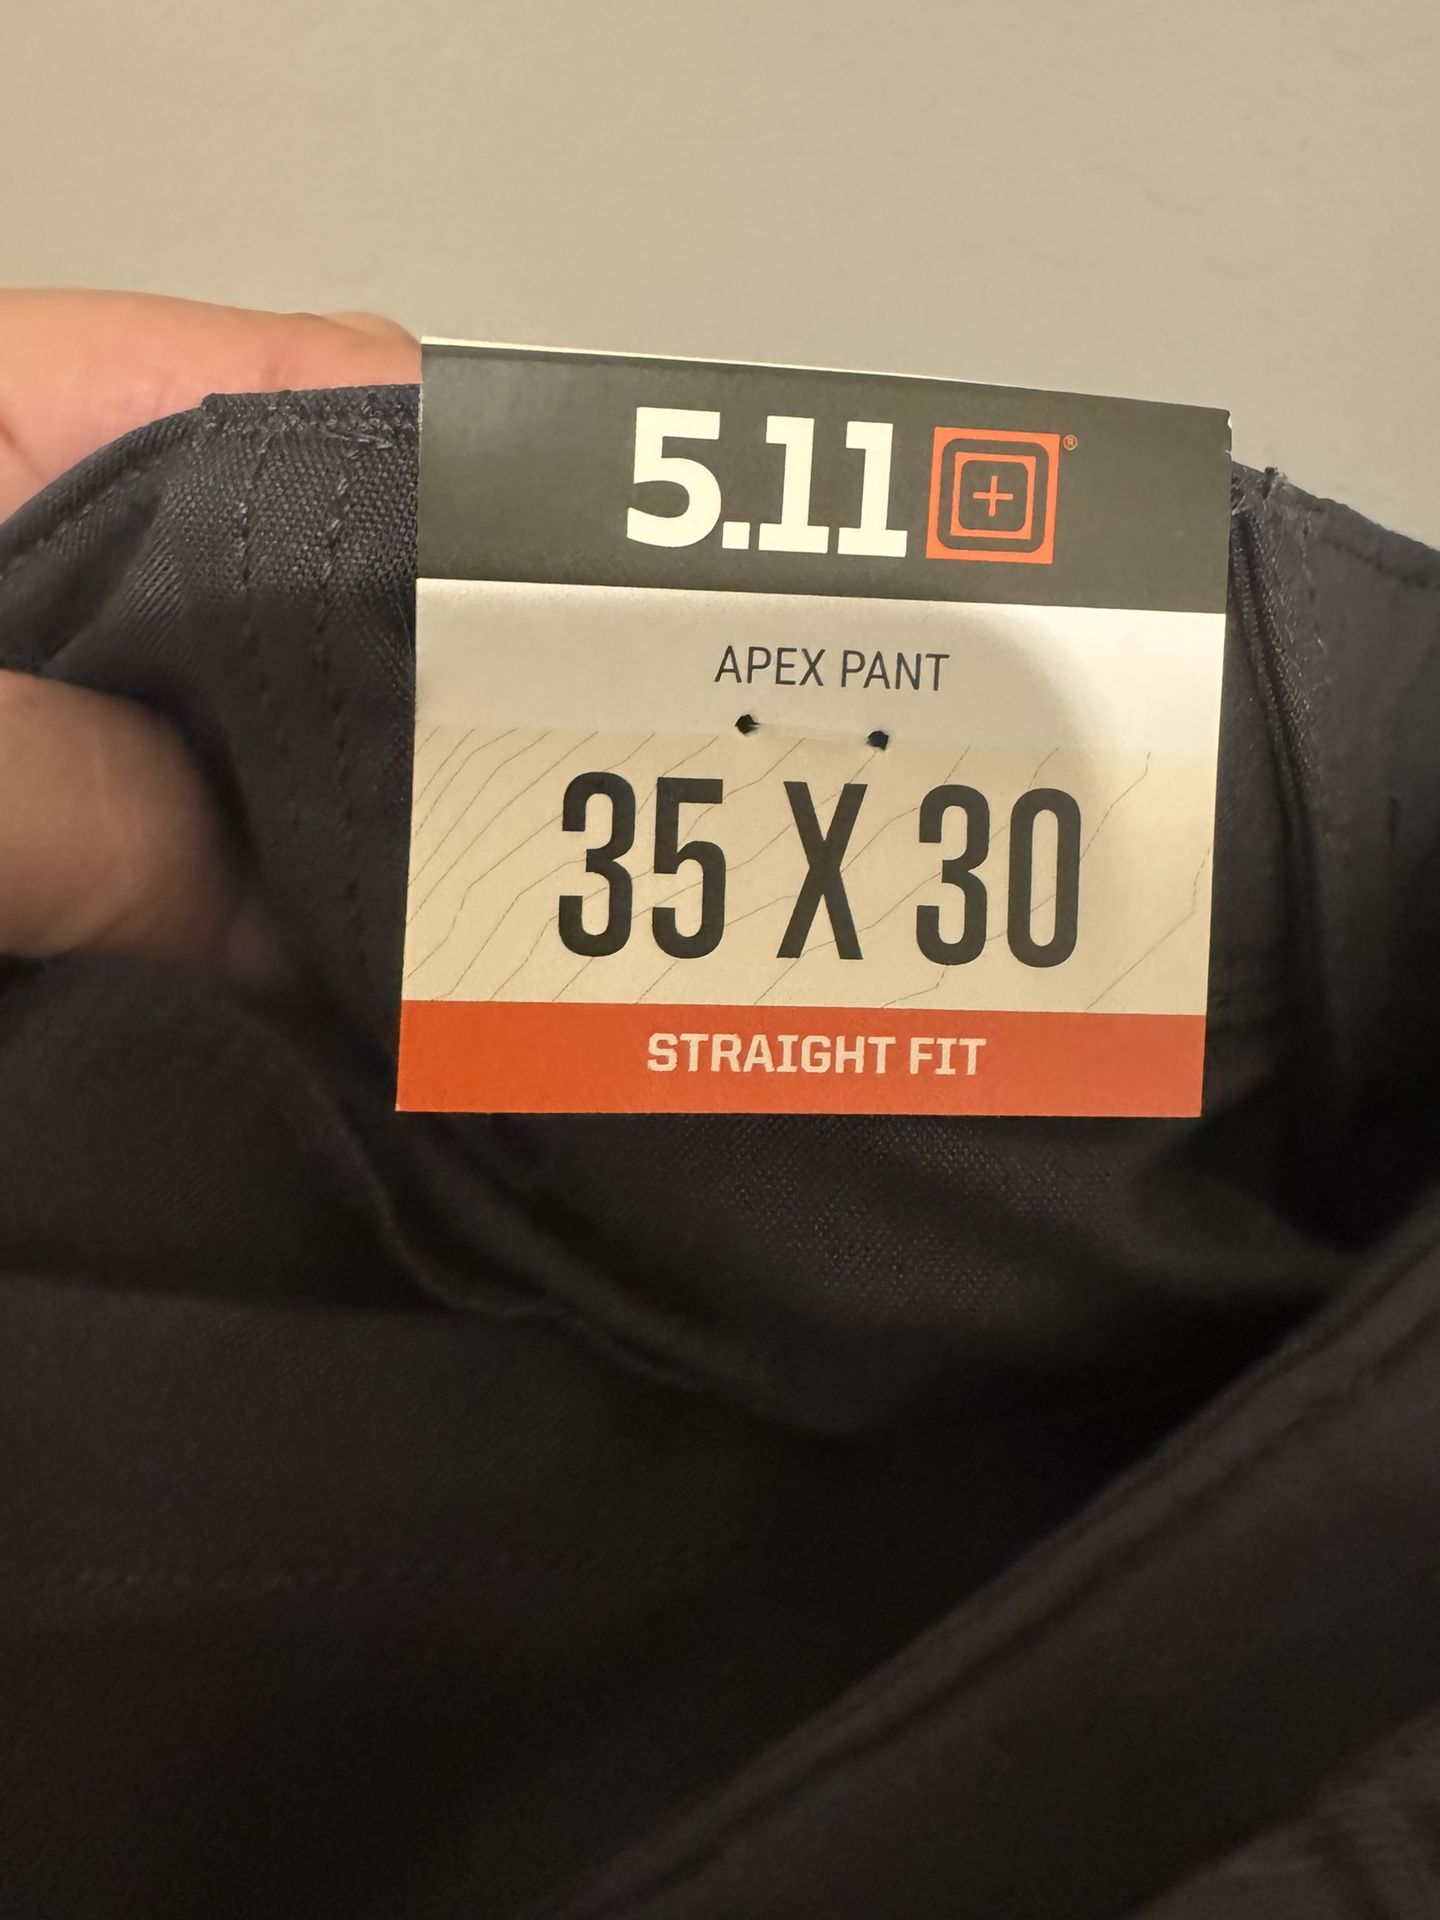 5.11®
APEX PANT
35 X 30
STRAIGHT FIT